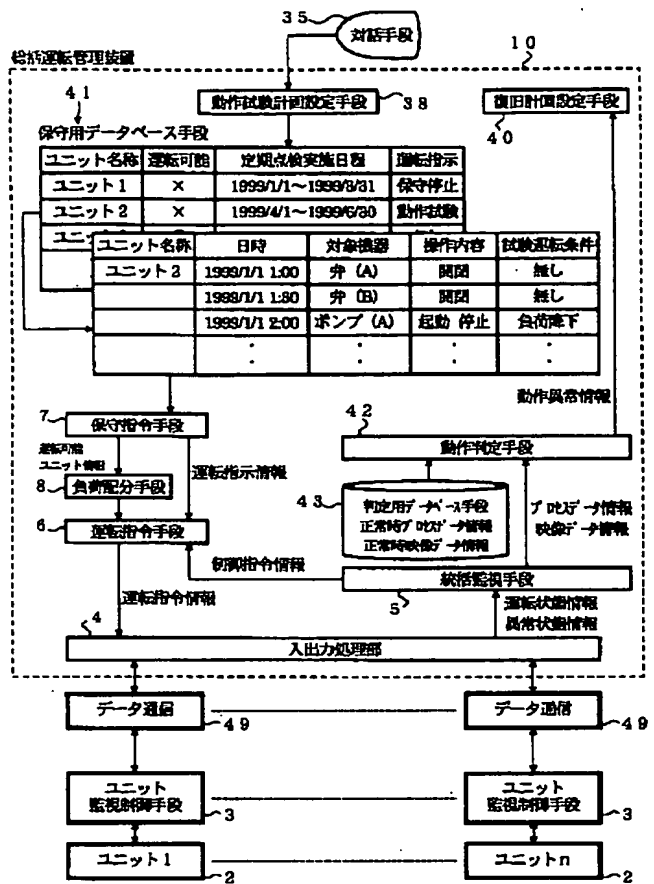 35
対話手段
総括運転管理装置
10
41
動作試験計画設定手段
38
復旧計画設定手段
40
保守用データベース手段
ユニット名称 運転可能 定期点検実施日程 運転指示
ユニット1 × 1999/1/1~1999/3/31 保守停止
ユニット2 × 1999/4/1~1999/6/30 動作試験
ユニット名称 日時 対象機器 操作内容 試験運転条件
ユニット2 1999/1/1 1:00 弁(A) 開閉 無し
1999/1/1 1:30 弁(B) 開閉 無し
1999/1/1 2:00 ポンプ(A) 起動 停止 負荷降下
: : : :
動作異常情報
7
保守指令手段
42
動作判定手段
運転可能
ユニット情報
運転指示情報
8
負荷配分手段
43
判定用データベース手段
正常時プロセスデータ情報
正常時映像データ情報
プロセスデータ情報
映像データ情報
6
運転指令手段
制御指令情報
統括監視手段
5
運転指令情報
運転状態情報
異常状態情報
4
入出力処理部
データ通信
49
データ通信
49
ユニット
監視制御手段
3
ユニット
監視制御手段
3
ユニット1
2
ユニットn
2